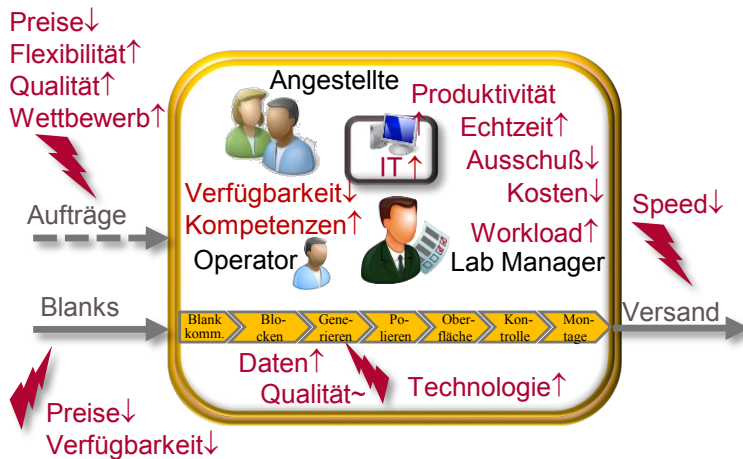 Preise↓
Flexibilität↑
Qualität↑
Wettbewerb↑
Aufträge
Blanks
Preise↓
Verfügbarkeit↓
Angestellte
Produktivität↑
IT↑
Echtzeit↑
Ausschuß↓
Kosten↓
Verfügbarkeit↓
Kompetenzen↑
Operator
Workload↑
Lab Manager
Blank
komm.
Blo-
cken
Gene-
rieren
Po-
lieren
Ober-
fläche
Kon-
trolle
Mon-
tage
Daten↑
Qualität~
Technologie↑
Speed↓
Versand